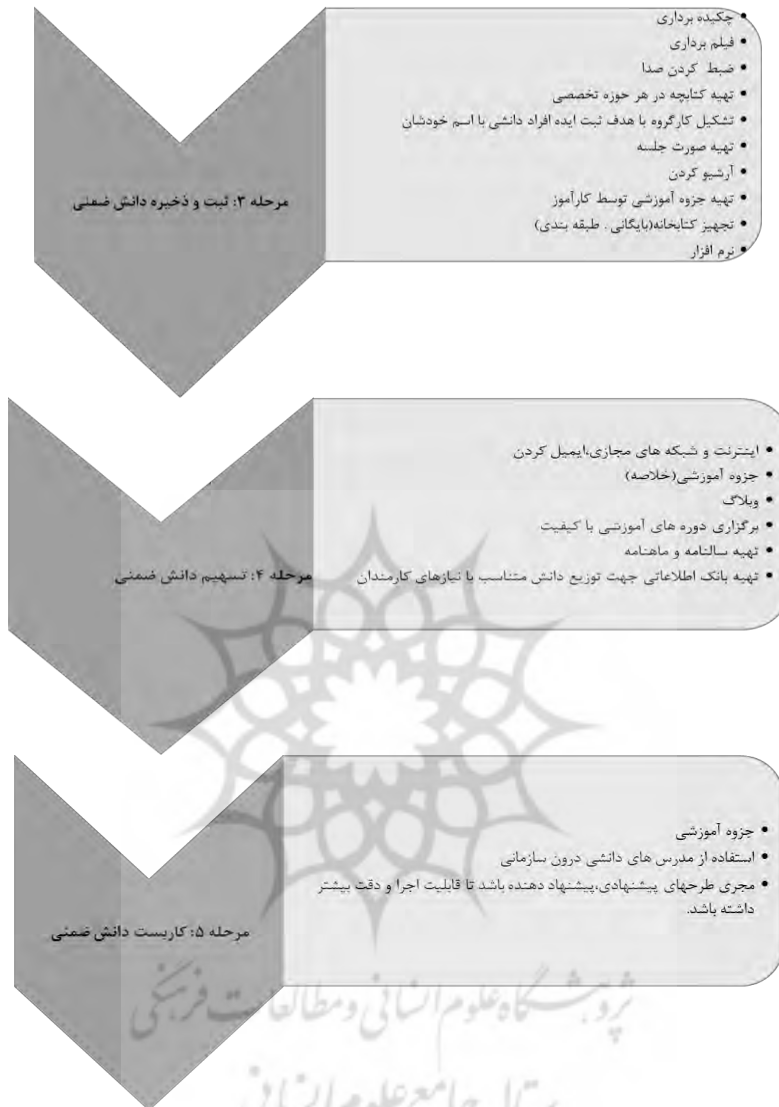 • چکیده برداری
• فیلم برداری
• ضبط کردن صدا
• تهیه کتابچه در هر حوزه تخصصی
• تشکیل کارگروه با هدف ثبت ایده افراد دانشی با اسم خودشان
• تهیه صورت جلسه
• آرشیو کردن
• تهیه جزوه آموزشی توسط کارآموز
• تجهیز کتابخانه(بایگانی . طبقه بندی)
• نرم افزار
مرحله ۳: ثبت و ذخیره دانش ضمنی
• اینترنت و شبکه های مجازی،ایمیل کردن
• جزوه آموزشی(خلاصه)
• وبلاگ
• برگزاری دوره های آموزشی با کیفیت
• تهیه سالنامه و ماهنامه
• تهیه بانک اطلاعاتی جهت توزیع دانش متناسب با نیازهای کارمندان
مرحله ۴: تسهیم دانش ضمنی
• جزوه آموزشی
• استفاده از مدرس های دانشی درون سازمانی
• مجری طرحهای پیشنهادی،پیشنهاد دهنده باشد تا قابلیت اجرا و دقت بیشتر
داشته باشد.
مرحله ۵: کاربست دانش ضمنی
پژوهشگاه علوم انسانی و مطالعات فرهنگی
پرتال جامع علوم انسانی